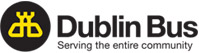 Dublin Bus
Serving the entire community